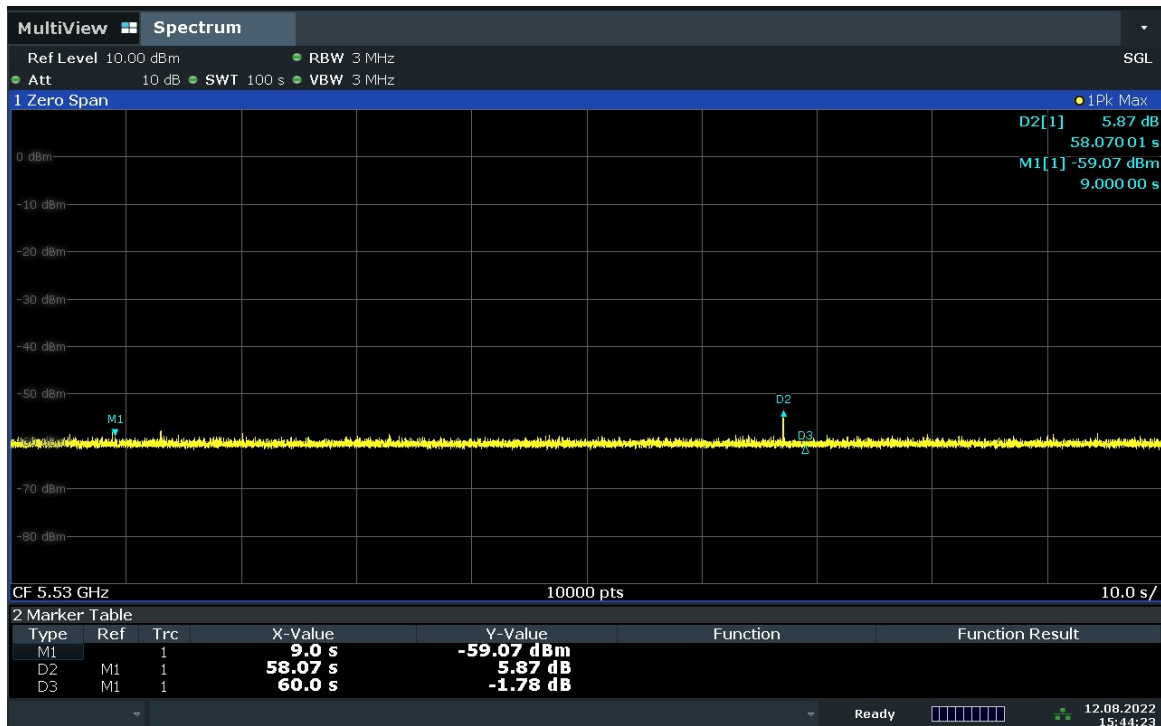 MultiView Spectrum
Ref Level 10.00 dBm RBW 3 MHz SGL
Att 10 dB SWT 100 s VBW 3 MHz
1 Zero Span 1Pk Max
D2[1] 5.87 dB
58.070 01 s
M1[1] -59.07 dBm
9.000 00 s
0 dBm
-10 dBm
-20 dBm
-30 dBm
-40 dBm
-50 dBm
M1
D2
D3
-70 dBm
-80 dBm
CF 5.53 GHz 10000 pts 10.0 s/
2 Marker Table
Type Ref Trc X-Value Y-Value Function Function Result
M1 1 9.0 s -59.07 dBm
D2 M1 1 58.07 s 5.87 dB
D3 M1 1 60.0 s -1.78 dB
Ready 12.08.2022
15:44:23